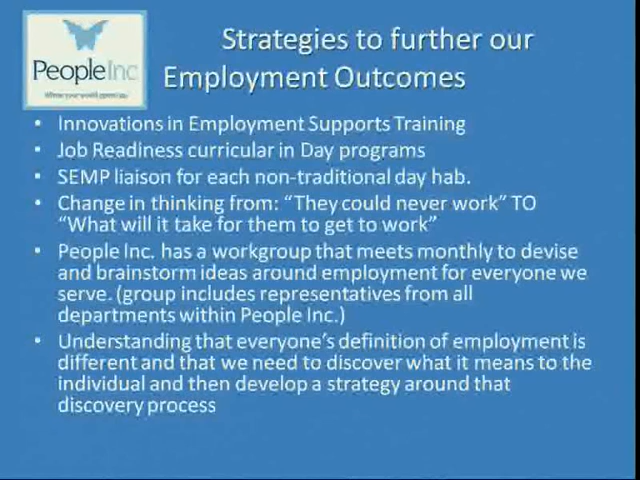 Strategies to further our
Employment Outcomes
PeopleInc
• Innovations in Employment Supports Training
• Job Readiness curricular in Day programs
• SEMP liaison for each non-traditional day hab.
• Change in thinking from: “They could never work” TO
“What will it take for them to get to work”
• People Inc. has a workgroup that meets monthly to devise
and brainstorm ideas around employment for everyone we
serve. (group includes representatives from all
departments within People Inc.)
• Understanding that everyone’s definition of employment is
different and that we need to discover what it means to the
individual and then develop a strategy around that
discovery process